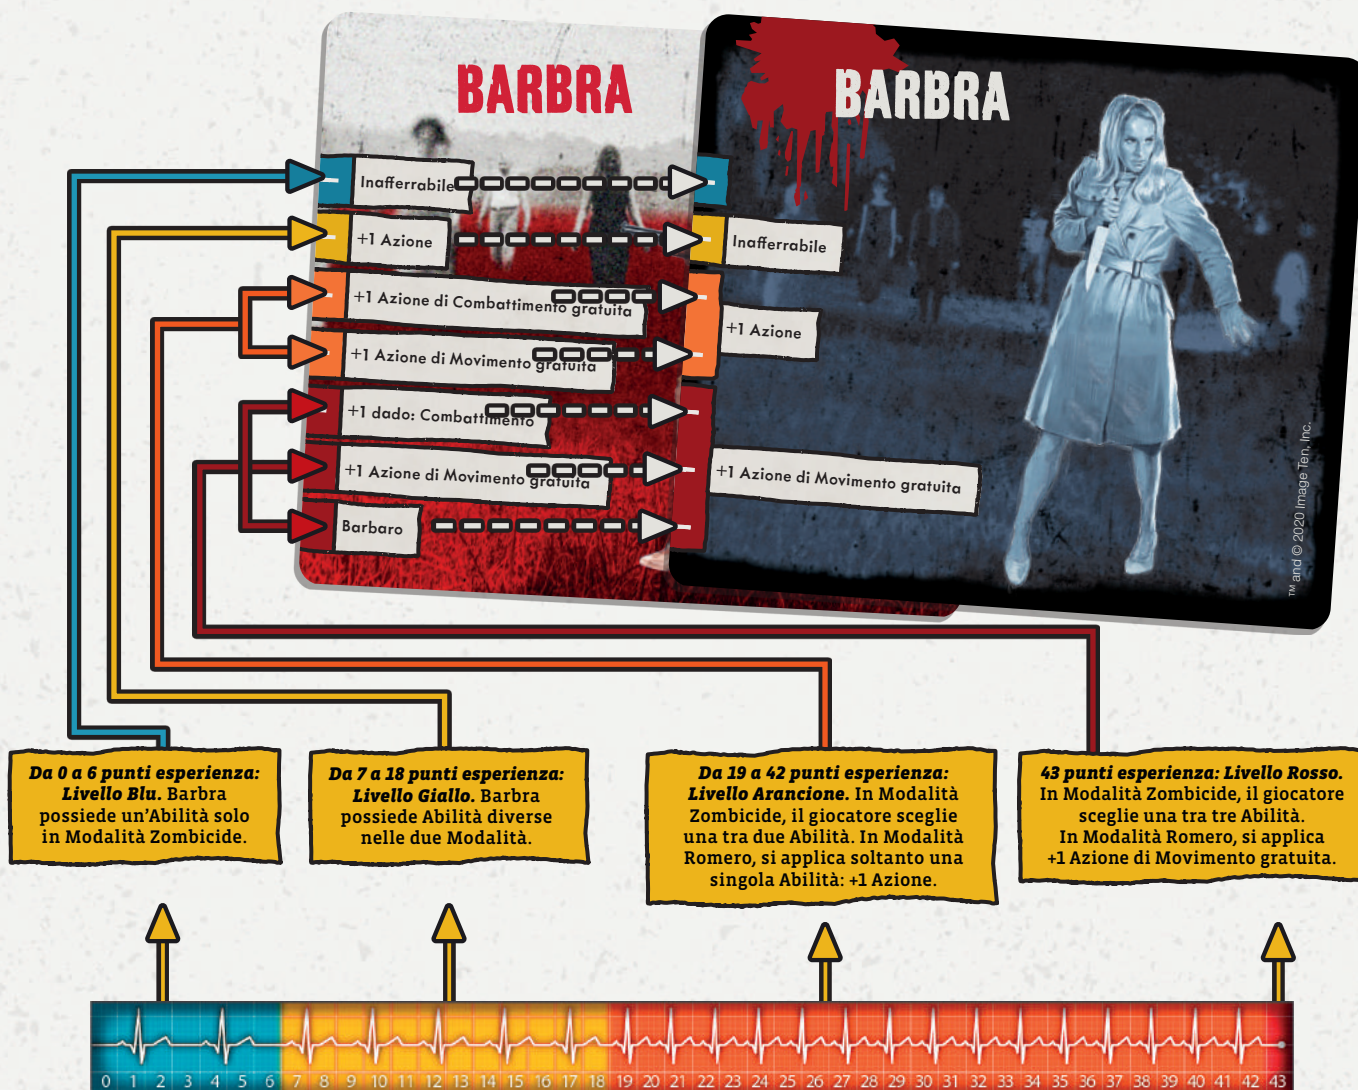 BARBRA
Inafferrabile
+1 Azione
+1 Azione di Combattimento gratuita
+1 Azione di Movimento gratuita
+1 dado: Combattimento
+1 Azione di Movimento gratuita
Barbaro
BARBRA
Inafferrabile
+1 Azione
+1 Azione di Movimento gratuita
™ and © 2020 Image Ten, Inc.
Da 0 a 6 punti esperienza:
Livello Blu. Barbra
possiede un'Abilità solo
in Modalità Zombicide.
Da 7 a 18 punti esperienza:
Livello Giallo. Barbra
possiede Abilità diverse
nelle due Modalità.
Da 19 a 42 punti esperienza:
Livello Arancione. In Modalità
Zombicide, il giocatore sceglie
una tra due Abilità. In Modalità
Romero, si applica soltanto una
singola Abilità: +1 Azione.
43 punti esperienza: Livello Rosso.
In Modalità Zombicide, il giocatore
sceglie una tra tre Abilità.
In Modalità Romero, si applica
+1 Azione di Movimento gratuita.
0 1 2 3 4 5 6 7 8 9 10 11 12 13 14 15 16 17 18 19 20 21 22 23 24 25 26 27 28 29 30 31 32 33 34 35 36 37 38 39 40 41 42 43